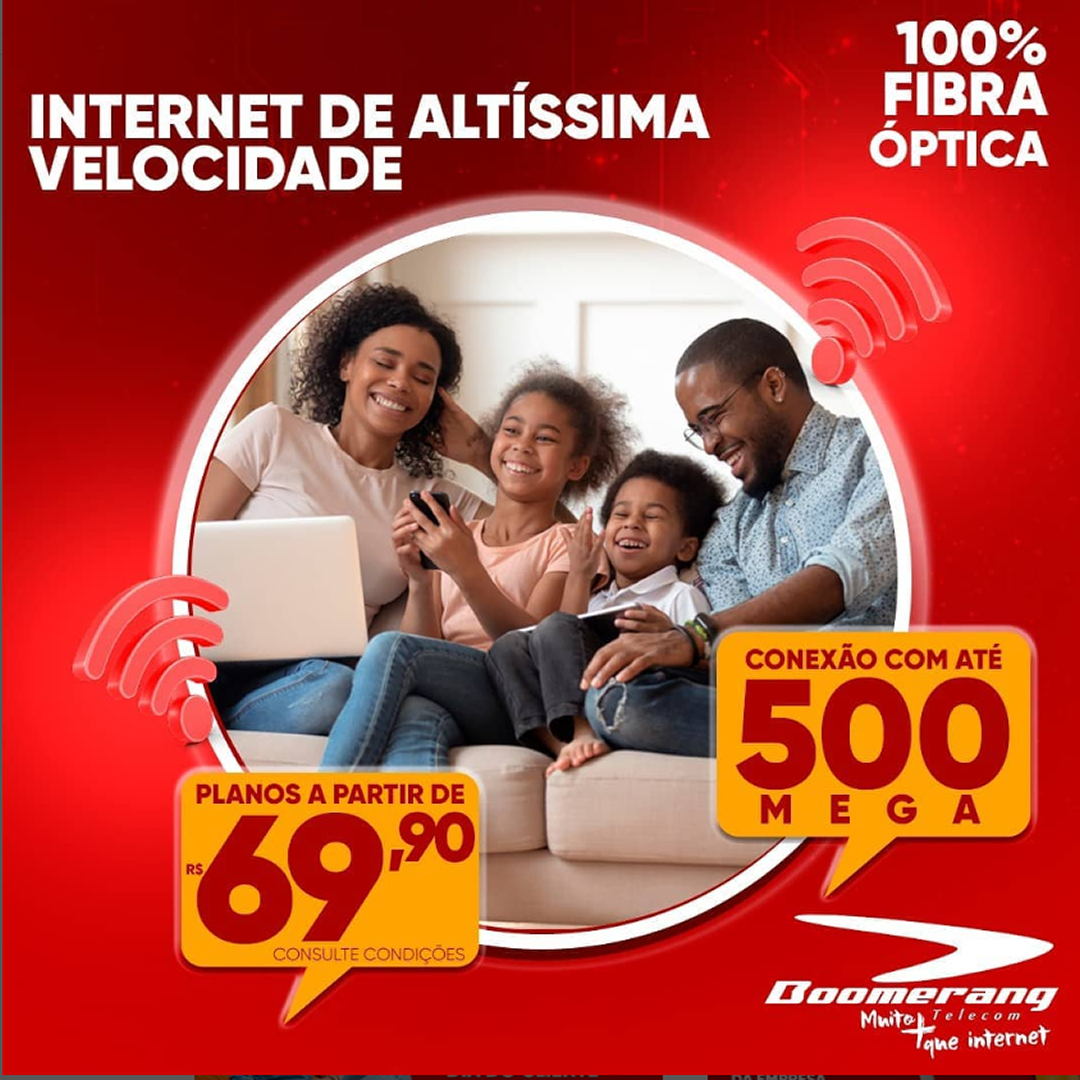 INTERNET DE ALTÍSSIMA
VELOCIDADE
100%
FIBRA
ÓPTICA
CONEXÃO COM ATÉ
500
MEGA
PLANOS A PARTIR DE
R$ 69,90
CONSULTE CONDIÇÕES
Boomerang
Telecom
Muito + que internet